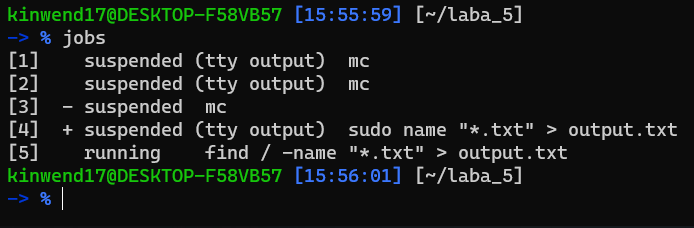 kinwend17@DESKTOP-F58VB57 [15:55:59] [~/laba_5]
-> % jobs
[1]    suspended (tty output)  mc
[2]    suspended (tty output)  mc
[3]  - suspended  mc
[4]  + suspended (tty output)  sudo name "*.txt" > output.txt
[5]    running    find / -name "*.txt" > output.txt
kinwend17@DESKTOP-F58VB57 [15:56:01] [~/laba_5]
-> %